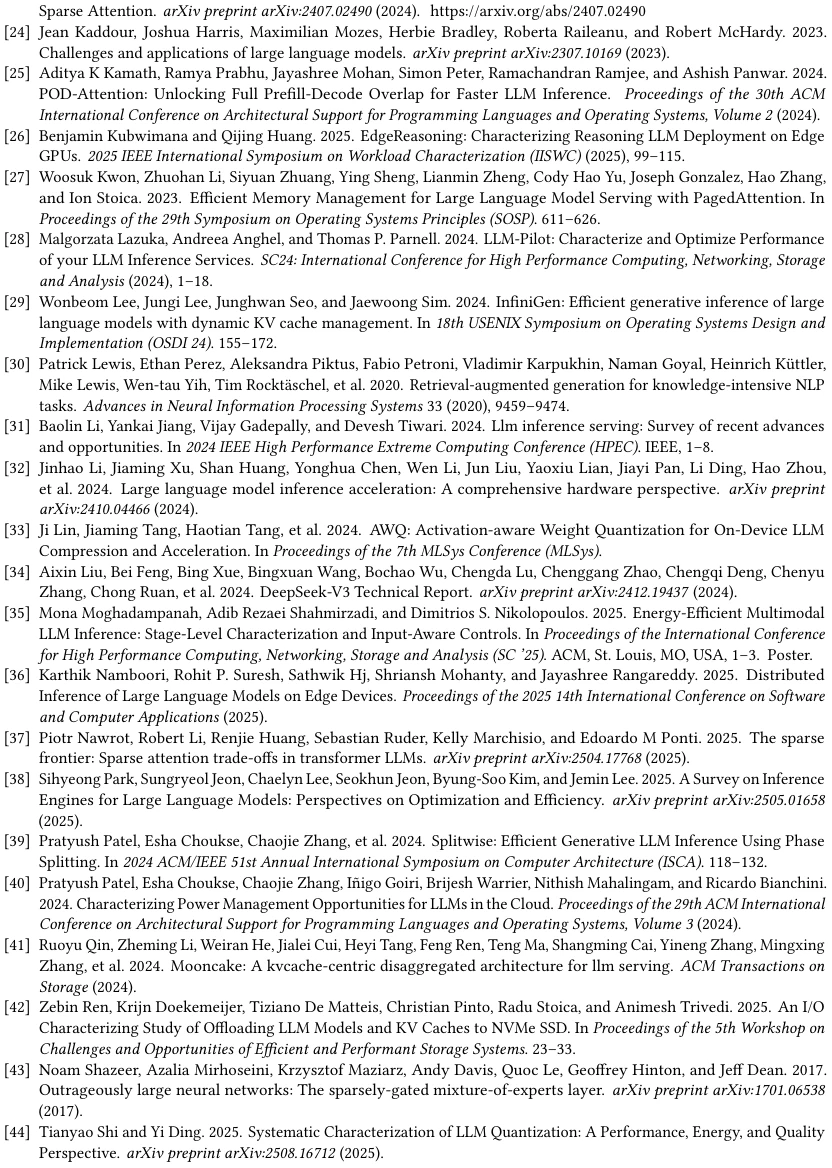 Sparse Attention. arXiv preprint arXiv:2407.02490 (2024). https://arxiv.org/abs/2407.02490
[24] Jean Kaddour, Joshua Harris, Maximilian Mozes, Herbie Bradley, Roberta Raileanu, and Robert McHardy. 2023.
Challenges and applications of large language models. arXiv preprint arXiv:2307.10169 (2023).
[25] Aditya K Kamath, Ramya Prabhu, Jayashree Mohan, Simon Peter, Ramachandran Ramjee, and Ashish Panwar. 2024.
POD-Attention: Unlocking Full Prefill-Decode Overlap for Faster LLM Inference. Proceedings of the 30th ACM
International Conference on Architectural Support for Programming Languages and Operating Systems, Volume 2 (2024).
[26] Benjamin Kubwimana and Qijing Huang. 2025. EdgeReasoning: Characterizing Reasoning LLM Deployment on Edge
GPUs. 2025 IEEE International Symposium on Workload Characterization (IISWC) (2025), 99–115.
[27] Woosuk Kwon, Zhuohan Li, Siyuan Zhuang, Ying Sheng, Lianmin Zheng, Cody Hao Yu, Joseph Gonzalez, Hao Zhang,
and Ion Stoica. 2023. Efficient Memory Management for Large Language Model Serving with PagedAttention. In
Proceedings of the 29th Symposium on Operating Systems Principles (SOSP). 611–626.
[28] Malgorzata Lazuka, Andreea Anghel, and Thomas P. Parnell. 2024. LLM-Pilot: Characterize and Optimize Performance
of your LLM Inference Services. SC24: International Conference for High Performance Computing, Networking, Storage
and Analysis (2024), 1–18.
[29] Wonbeom Lee, Jungi Lee, Junghwan Seo, and Jaewoong Sim. 2024. InfiniGen: Efficient generative inference of large
language models with dynamic KV cache management. In 18th USENIX Symposium on Operating Systems Design and
Implementation (OSDI 24). 155–172.
[30] Patrick Lewis, Ethan Perez, Aleksandra Piktus, Fabio Petroni, Vladimir Karpukhin, Naman Goyal, Heinrich Küttler,
Mike Lewis, Wen-tau Yih, Tim Rocktäschel, et al. 2020. Retrieval-augmented generation for knowledge-intensive NLP
tasks. Advances in Neural Information Processing Systems 33 (2020), 9459–9474.
[31] Baolin Li, Yankai Jiang, Vijay Gadepally, and Devesh Tiwari. 2024. Llm inference serving: Survey of recent advances
and opportunities. In 2024 IEEE High Performance Extreme Computing Conference (HPEC). IEEE, 1–8.
[32] Jinhao Li, Jiaming Xu, Shan Huang, Yonghua Chen, Wen Li, Jun Liu, Yaoxiu Lian, Jiayi Pan, Li Ding, Hao Zhou,
et al. 2024. Large language model inference acceleration: A comprehensive hardware perspective. arXiv preprint
arXiv:2410.04466 (2024).
[33] Ji Lin, Jiaming Tang, Haotian Tang, et al. 2024. AWQ: Activation-aware Weight Quantization for On-Device LLM
Compression and Acceleration. In Proceedings of the 7th MLSys Conference (MLSys).
[34] Aixin Liu, Bei Feng, Bing Xue, Bingxuan Wang, Bochao Wu, Chengda Lu, Chenggang Zhao, Chengqi Deng, Chenyu
Zhang, Chong Ruan, et al. 2024. DeepSeek-V3 Technical Report. arXiv preprint arXiv:2412.19437 (2024).
[35] Mona Moghadampanah, Adib Rezaei Shahmirzadi, and Dimitrios S. Nikolopoulos. 2025. Energy-Efficient Multimodal
LLM Inference: Stage-Level Characterization and Input-Aware Controls. In Proceedings of the International Conference
for High Performance Computing, Networking, Storage and Analysis (SC ’25). ACM, St. Louis, MO, USA, 1–3. Poster.
[36] Karthik Namboori, Rohit P. Suresh, Sathwik Hj, Shriansh Mohanty, and Jayashree Rangareddy. 2025. Distributed
Inference of Large Language Models on Edge Devices. Proceedings of the 2025 14th International Conference on Software
and Computer Applications (2025).
[37] Piotr Nawrot, Robert Li, Renjie Huang, Sebastian Ruder, Kelly Marchisio, and Edoardo M Ponti. 2025. The sparse
frontier: Sparse attention trade-offs in transformer LLMs. arXiv preprint arXiv:2504.17768 (2025).
[38] Sihyeong Park, Sungryeol Jeon, Chaelyn Lee, Seokhun Jeon, Byung-Soo Kim, and Jemin Lee. 2025. A Survey on Inference
Engines for Large Language Models: Perspectives on Optimization and Efficiency. arXiv preprint arXiv:2505.01658
(2025).
[39] Pratyush Patel, Esha Choukse, Chaojie Zhang, et al. 2024. Splitwise: Efficient Generative LLM Inference Using Phase
Splitting. In 2024 ACM/IEEE 51st Annual International Symposium on Computer Architecture (ISCA). 118–132.
[40] Pratyush Patel, Esha Choukse, Chaojie Zhang, Iñigo Goiri, Brijesh Warrier, Nithish Mahalingam, and Ricardo Bianchini.
2024. Characterizing Power Management Opportunities for LLMs in the Cloud. Proceedings of the 29th ACM International
Conference on Architectural Support for Programming Languages and Operating Systems, Volume 3 (2024).
[41] Ruoyu Qin, Zheming Li, Weiran He, Jialei Cui, Heyi Tang, Feng Ren, Teng Ma, Shangming Cai, Yineng Zhang, Mingxing
Zhang, et al. 2024. Mooncake: A kvcache-centric disaggregated architecture for llm serving. ACM Transactions on
Storage (2024).
[42] Zebin Ren, Krijn Doekemeijer, Tiziano De Matteis, Christian Pinto, Radu Stoica, and Animesh Trivedi. 2025. An I/O
Characterizing Study of Offloading LLM Models and KV Caches to NVMe SSD. In Proceedings of the 5th Workshop on
Challenges and Opportunities of Efficient and Performant Storage Systems. 23–33.
[43] Noam Shazeer, Azalia Mirhoseini, Krzysztof Maziarz, Andy Davis, Quoc Le, Geoffrey Hinton, and Jeff Dean. 2017.
Outrageously large neural networks: The sparsely-gated mixture-of-experts layer. arXiv preprint arXiv:1701.06538
(2017).
[44] Tianyao Shi and Yi Ding. 2025. Systematic Characterization of LLM Quantization: A Performance, Energy, and Quality
Perspective. arXiv preprint arXiv:2508.16712 (2025).